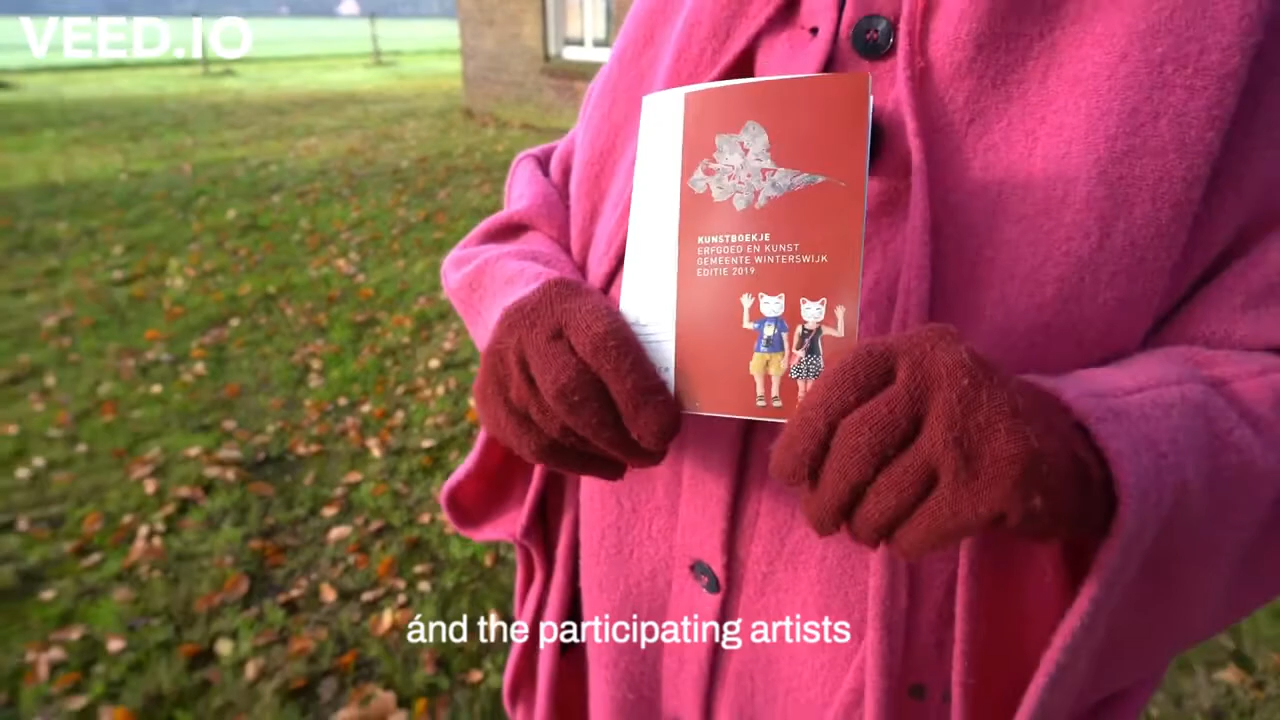 VEED.IO
KUNSTBOEKJE
ERFGOED EN KUNST
GEMEENTE WINTERSWIJK
EDITIE 2019
ánd the participating artists